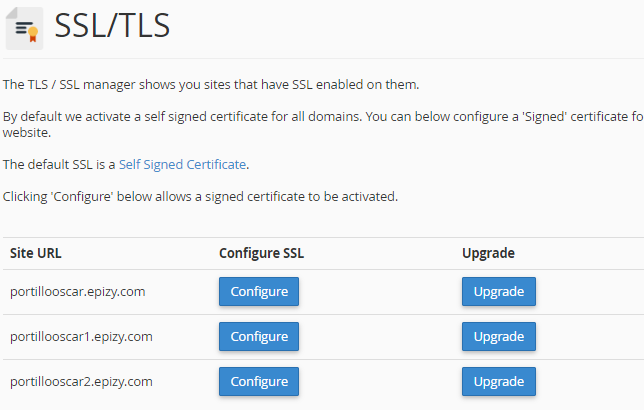 SSL/TLS
The TLS / SSL manager shows you sites that have SSL enabled on them.
By default we activate a self signed certificate for all domains. You can below configure a 'Signed' certificate fo
website.
The default SSL is a Self Signed Certificate.
Clicking 'Configure' below allows a signed certificate to be activated.
Site URL Configure SSL Upgrade
portillooscar.epizy.com Configure Upgrade
portillooscar1.epizy.com Configure Upgrade
portillooscar2.epizy.com Configure Upgrade